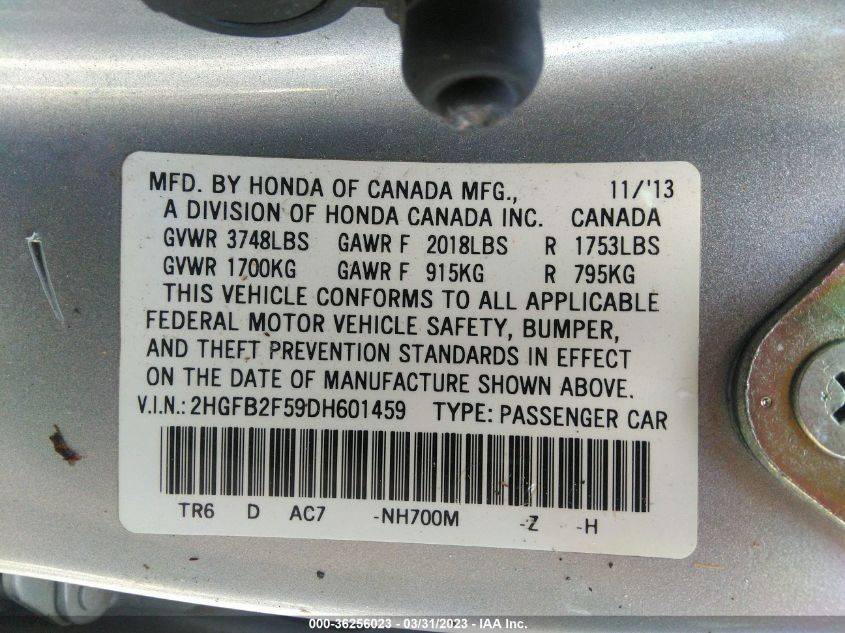 MFD. BY HONDA OF CANADA MFG., 11/'13
A DIVISION OF HONDA CANADA INC. CANADA
GVWR 3748LBS GAWR F 2018LBS R 1753LBS
GVWR 1700KG GAWR F 915KG R 795KG
THIS VEHICLE CONFORMS TO ALL APPLICABLE
FEDERAL MOTOR VEHICLE SAFETY, BUMPER,
AND THEFT PREVENTION STANDARDS IN EFFECT
ON THE DATE OF MANUFACTURE SHOWN ABOVE.
V.I.N.: 2HGFB2F59DH601459 TYPE: PASSENGER CAR
TR6 D AC7 -NH700M -Z -H
000-36256023 - 03/31/2023 - IAA Inc.